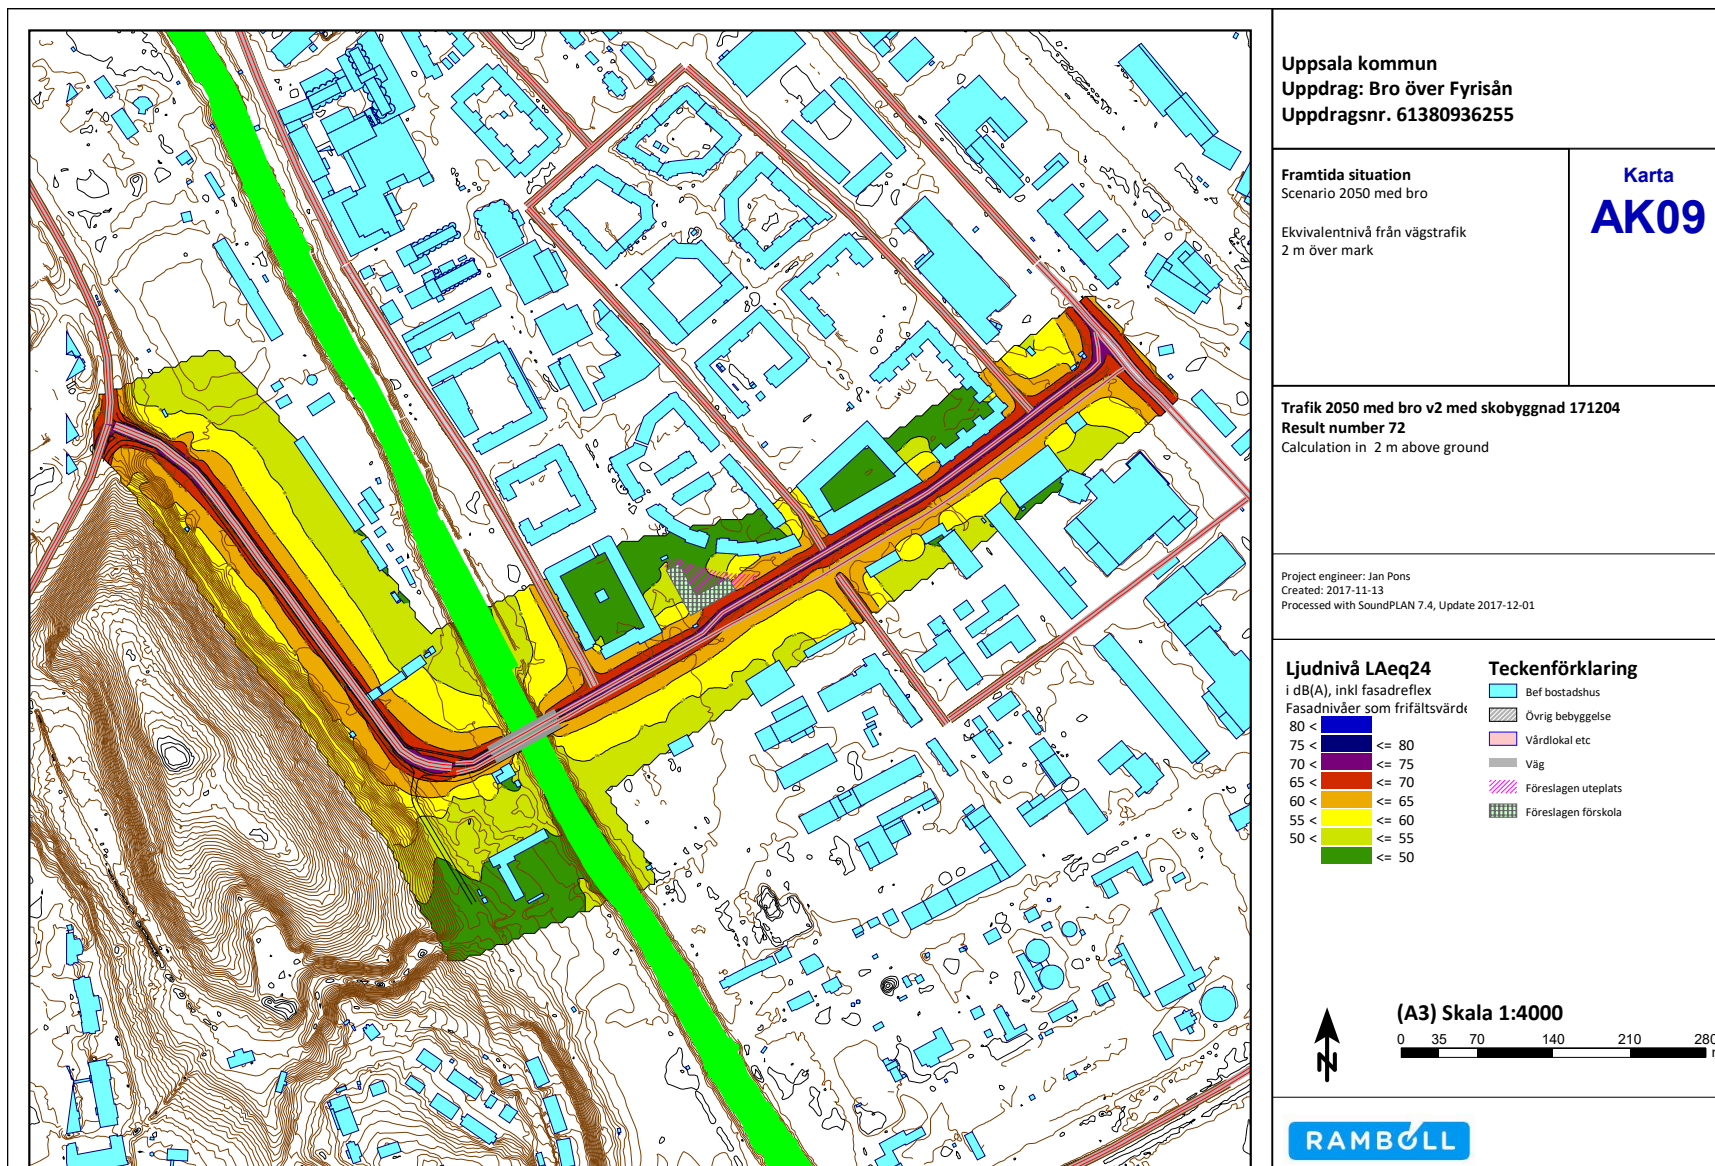 Uppsala kommun
Uppdrag: Bro över Fyrisån
Uppdragsnr. 61380936255
Framtida situation
Scenario 2050 med bro
Ekvivalentnivå från vägstrafik
2 m över mark
Karta
AK09
Trafik 2050 med bro v2 med skobyggnad 171204
Result number 72
Calculation in 2 m above ground
Project engineer: Jan Pons
Created: 2017-11-13
Processed with SoundPLAN 7.4, Update 2017-12-01
Ljudnivå LAeq24
i dB(A), inkl fasadreflex
Fasadnivåer som frifältsvärde
80 <
75 < <= 80
70 < <= 75
65 < <= 70
60 < <= 65
55 < <= 60
50 < <= 55
<= 50
Teckenförklaring
Bef bostadshus
Övrig bebyggelse
Vårdlokal etc
Väg
Föreslagen uteplats
Föreslagen förskola
N
(A3) Skala 1:4000
0 35 70 140 210 280
RAMBOLL